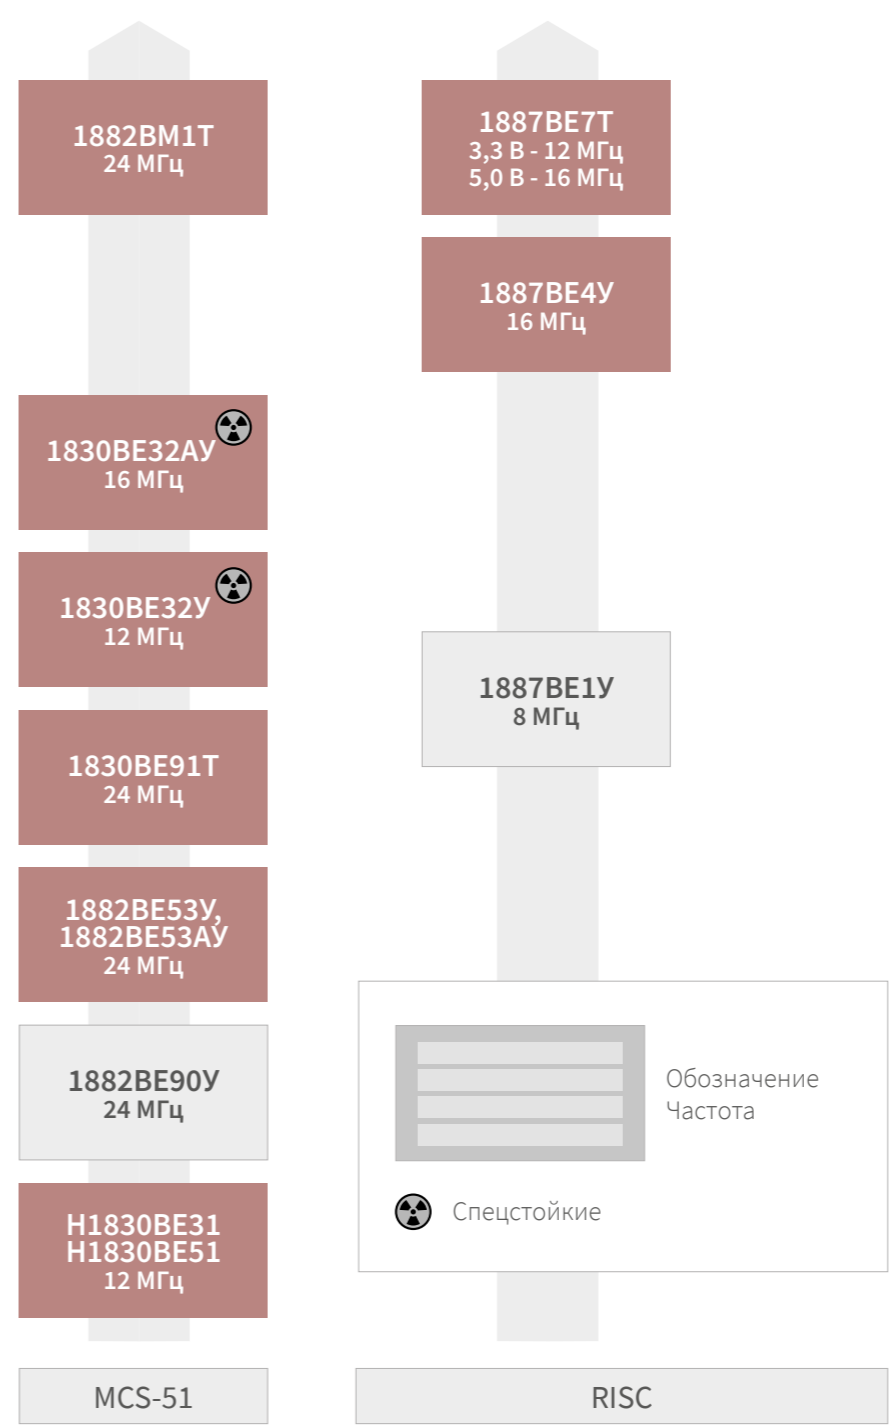 1882ВМ1Т
24 МГц
1830ВЕ32АУ
16 МГц
1830ВЕ32У
12 МГц
1830ВЕ91Т
24 МГц
1882ВЕ53У,
1882ВЕ53АУ
24 МГц
1882ВЕ90У
24 МГц
Н1830ВЕ31
Н1830ВЕ51
12 МГц
MCS-51
1887ВЕ7Т
3,3 В - 12 МГц
5,0 В - 16 МГц
1887ВЕ4У
16 МГц
1887ВЕ1У
8 МГц
Обозначение
Частота
Спецстойкие
RISC